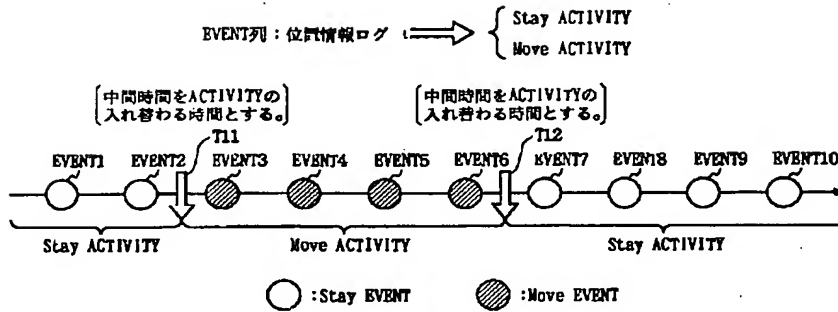 EVENT列：位置情報ログ
Stay ACTIVITY
Move ACTIVITY
中間時間をACTIVITYの
入れ替わる時間とする。
中間時間をACTIVITYの
入れ替わる時間とする。
T11
T12
EVENT1 EVENT2 EVENT3 EVENT4 EVENT5 EVENT6 EVENT7 EVENT8 EVENT9 EVENT10
Stay ACTIVITY Move ACTIVITY Stay ACTIVITY
:Stay EVENT :Move EVENT